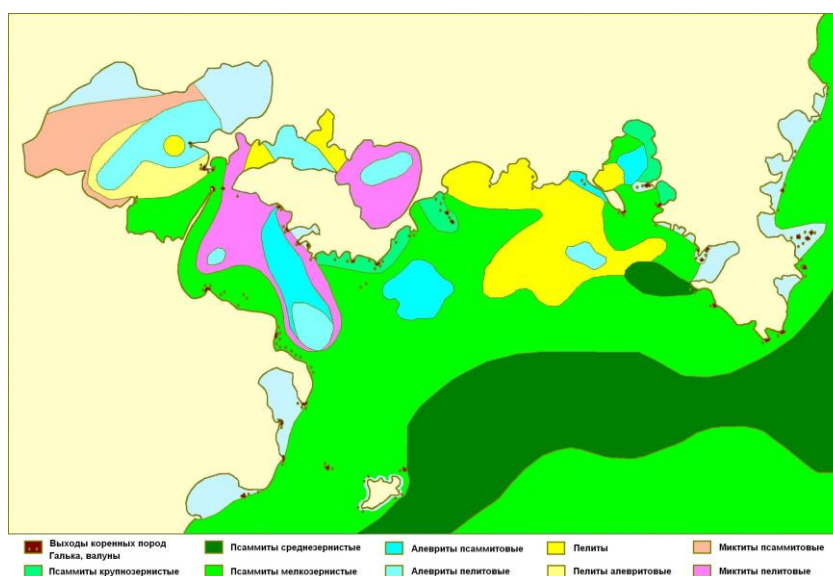 Выходы коренных пород
Галька, валуны
Псаммиты среднезернистые
Алевриты псаммитовые
Пелиты
Миктиты псаммитовые
Псаммиты крупнозернистые
Псаммиты мелкозернистые
Алевриты пелитовые
Пелиты алевритовые
Миктиты пелитовые